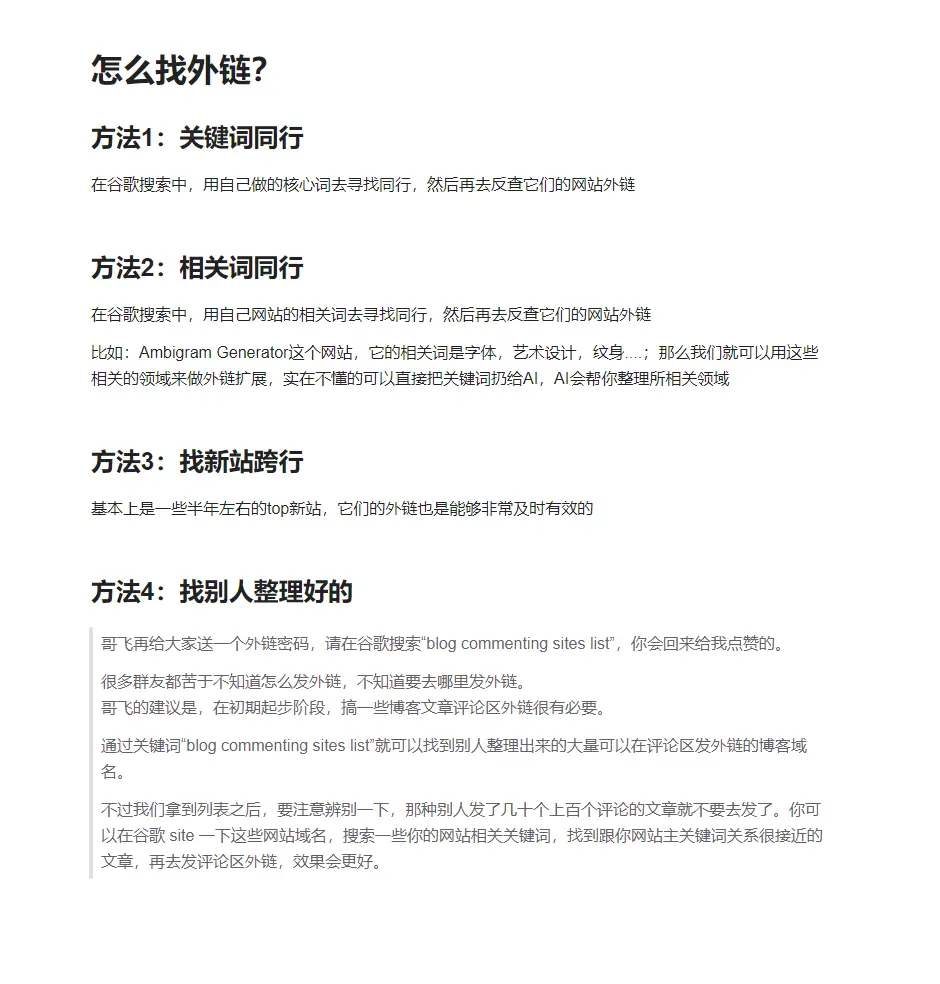 怎么找外链？
方法1：关键词同行
在谷歌搜索中，用自己做的核心词去寻找同行，然后再去反查它们的网站外链
方法2：相关词同行
在谷歌搜索中，用自己网站的相关词去寻找同行，然后再去反查它们的网站外链
比如：Ambigram Generator这个网站，它的相关词是字体，艺术设计，纹身....；那么我们就可以用这些
相关的领域来做外链扩展，实在不懂的可以直接把关键词扔给AI，AI会帮你整理所相关领域
方法3：找新站跨行
基本上是一些半年左右的top新站，它们的外链也是能够非常及时有效的
方法4：找别人整理好的
哥飞再给大家送一个外链密码，请在谷歌搜索“blog commenting sites list”，你会回来给我点赞的。
很多群友都苦于不知道怎么发外链，不知道要去哪里发外链。
哥飞的建议是，在初期起步阶段，搞一些博客文章评论区外链很有必要。
通过关键词“blog commenting sites list”就可以找到别人整理出来的大量可以在评论区发外链的博客域
名。
不过我们拿到列表之后，要注意辨别一下，那种别人发了几十个上百个评论的文章就不要去发了。你可
以在谷歌 site 一下这些网站域名，搜索一些你的网站相关关键词，找到跟你网站主关键词关系很接近的
文章，再去发评论区外链，效果会更好。